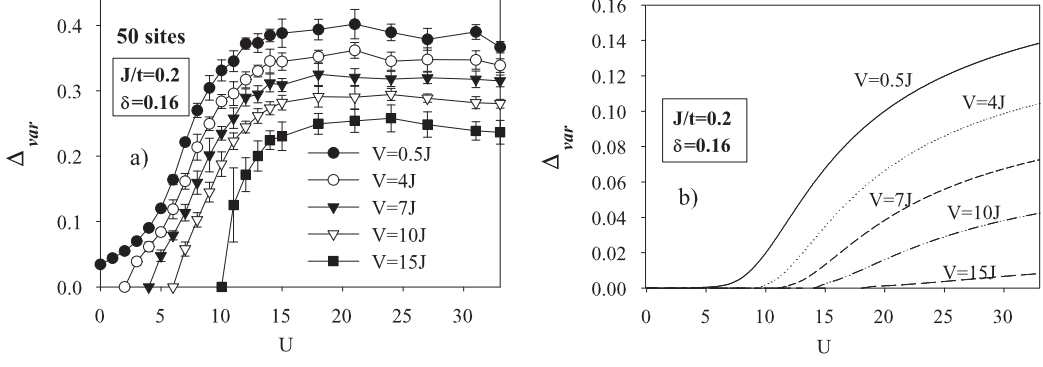 0.4
0.3
0.2
0.1
0.0
Δvar
50 sites
J/t=0.2
δ=0.16
a)
V=0.5J
V=4J
V=7J
V=10J
V=15J
0 5 10 15 20 25 30
U
0.16
0.14
0.12
0.10
0.08
0.06
0.04
0.02
0.00
Δvar
J/t=0.2
δ=0.16
b)
V=0.5J
V=4J
V=7J
V=10J
V=15J
0 5 10 15 20 25 30
U